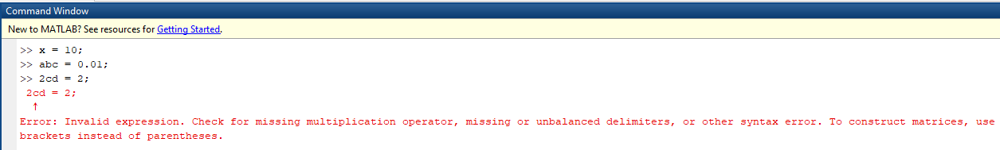 Command Window
New to MATLAB? See resources for Getting Started.
>> x = 10;
>> abc = 0.01;
>> 2cd = 2;
2cd = 2;
↑
Error: Invalid expression. Check for missing multiplication operator, missing or unbalanced delimiters, or other syntax error. To construct matrices, use
brackets instead of parentheses.